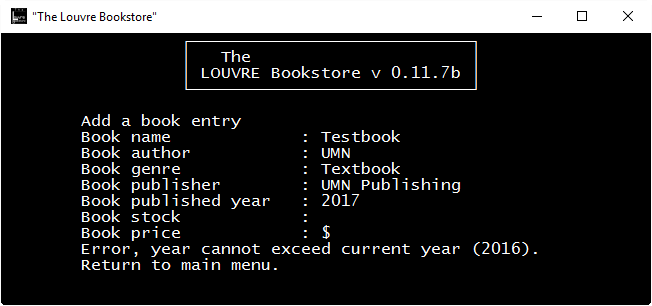 "The Louvre Bookstore"
The
LOUVRE Bookstore v 0.11.7b
Add a book entry
Book name : Testbook
Book author : UMN
Book genre : Textbook
Book publisher : UMN Publishing
Book published year : 2017
Book stock :
Book price : $
Error, year cannot exceed current year (2016).
Return to main menu.